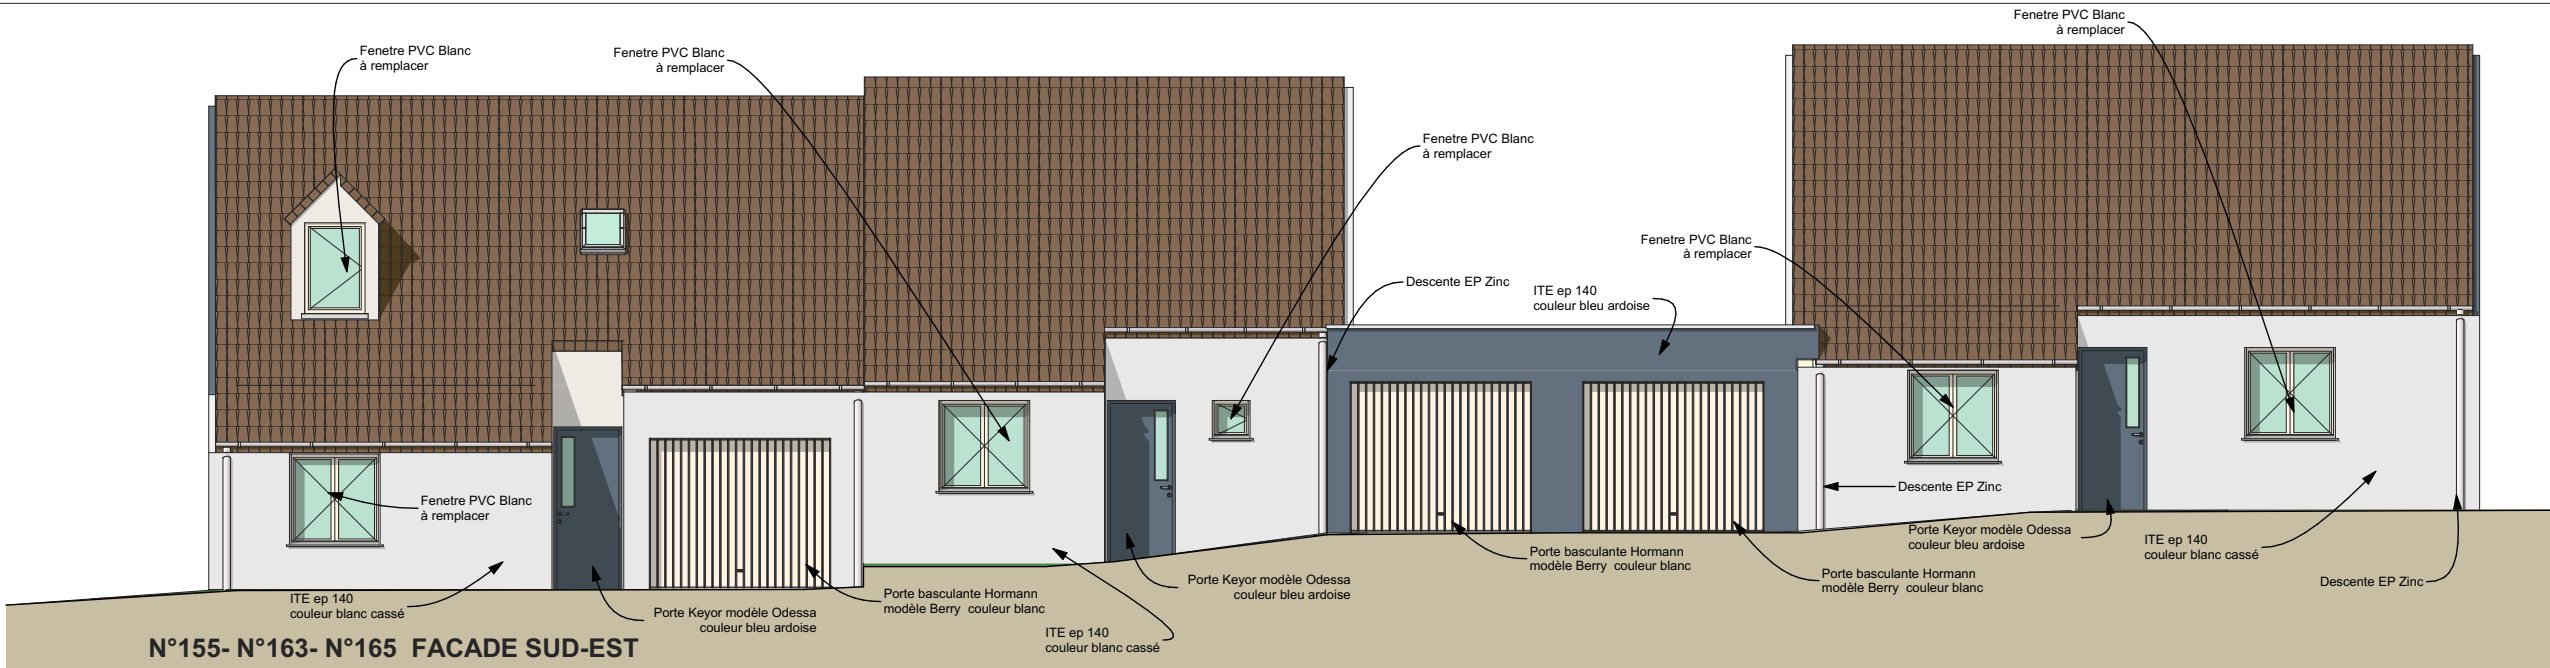 Fenetre PVC Blanc
à remplacer
Fenetre PVC Blanc
à remplacer
Fenetre PVC Blanc
à remplacer
Fenetre PVC Blanc
à remplacer
Fenetre PVC Blanc
à remplacer
Descente EP Zinc
ITE ep 140
couleur bleu ardoise
Fenetre PVC Blanc
à remplacer
Descente EP Zinc
ITE ep 140
couleur blanc cassé
Porte Keyor modèle Odessa
couleur bleu ardoise
Porte basculante Hormann
modèle Berry couleur blanc
ITE ep 140
couleur blanc cassé
Porte Keyor modèle Odessa
couleur bleu ardoise
Porte basculante Hormann
modèle Berry couleur blanc
Porte basculante Hormann
modèle Berry couleur blanc
Porte Keyor modèle Odessa
couleur bleu ardoise
ITE ep 140
couleur blanc cassé
Descente EP Zinc
N°155- N°163- N°165 FACADE SUD-EST